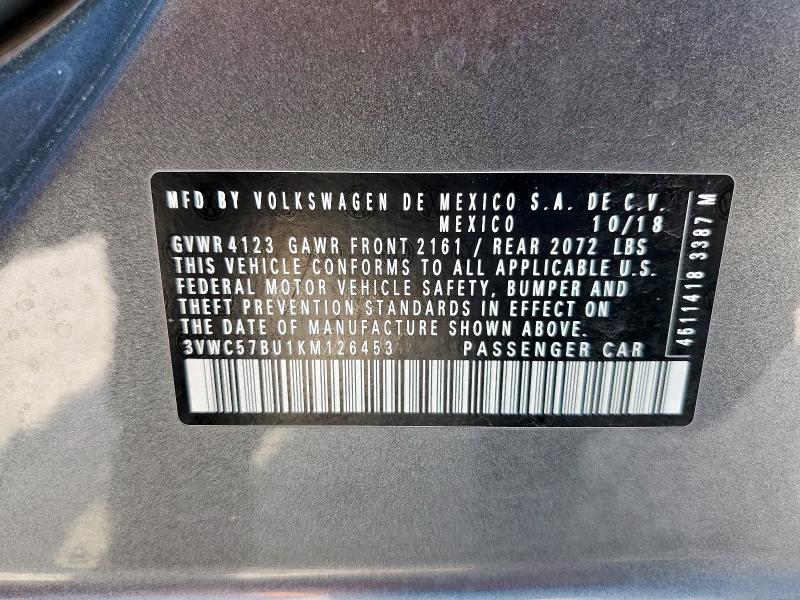 MFD BY VOLKSWAGEN DE MEXICO S.A. DE C.V.
MEXICO 10/18
GVWR 4123 GAWR FRONT 2161 / REAR 2072 LBS
THIS VEHICLE CONFORMS TO ALL APPLICABLE U.S.
FEDERAL MOTOR VEHICLE SAFETY, BUMPER AND
THEFT PREVENTION STANDARDS IN EFFECT ON
THE DATE OF MANUFACTURE SHOWN ABOVE.
3VWC57BU1KM126453 PASSENGER CAR
4611418 3387 M